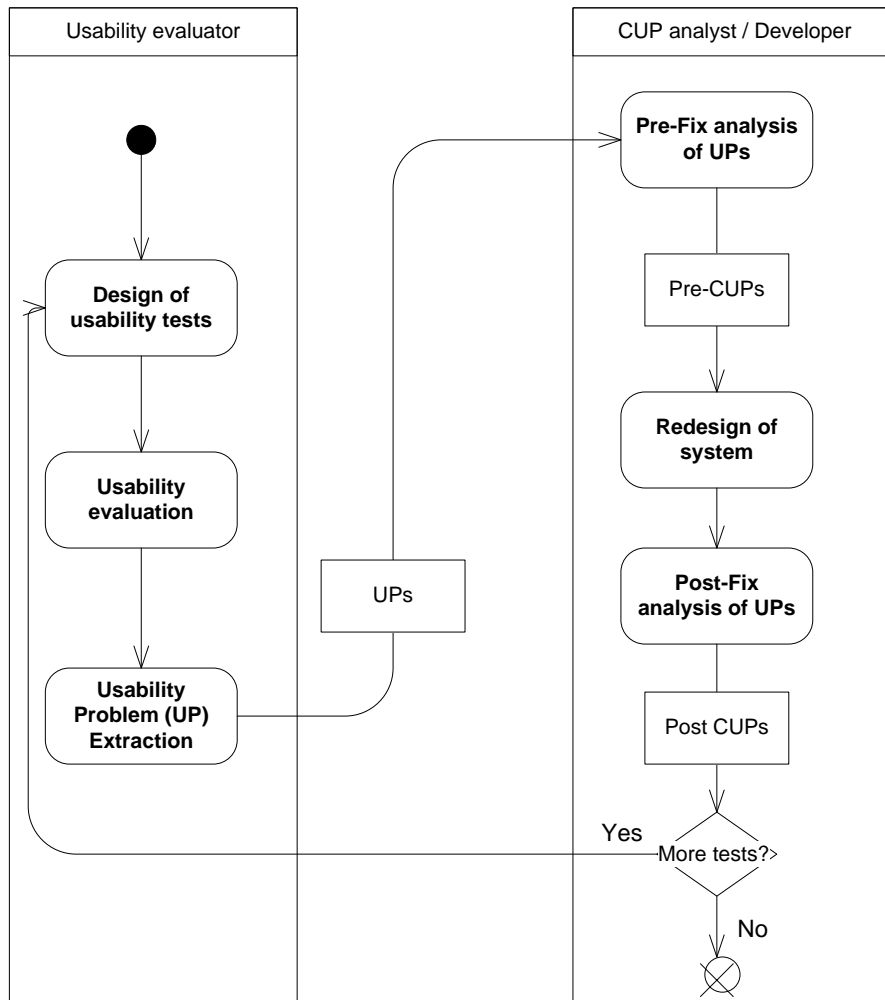 Usability evaluator
CUP analyst / Developer
Pre-Fix analysis
of UPs
Design of
usability tests
Pre-CUPs
Redesign of
system
Usability
evaluation
UPs
Post-Fix
analysis of UPs
Usability
Problem (UP)
Extraction
Post CUPs
Yes
More tests?
No